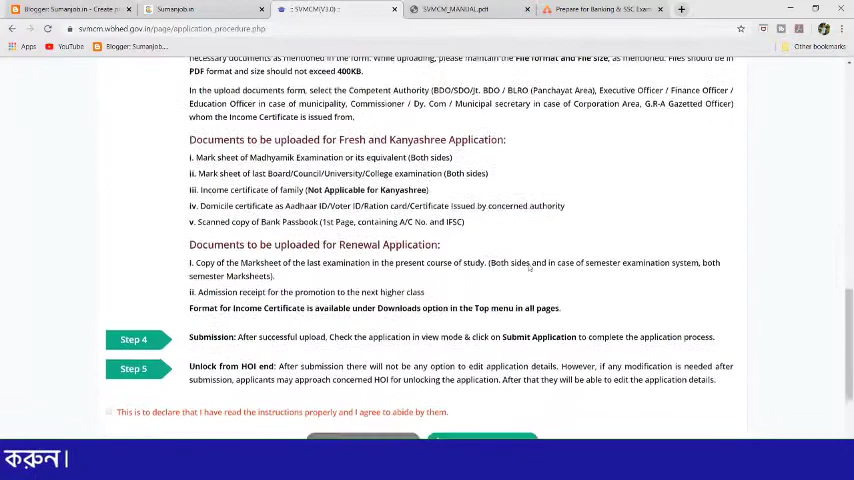 Blogger: Sumanjob.in - Create p
Sumanjob.in
:: SVMCM(V3.0) ::
SVMCM_MANUAL.pdf
Prepare for Banking & SSC Exam
svmcm.wbhed.gov.in/page/application_procedure.php
Apps
YouTube
Blogger: Sumanjob....
Other bookmarks
necessary documents as mentioned in the form. While uploading, please maintain the File format and File size, as mentioned. Files should be in
PDF format and size should not exceed 400KB.
In the upload documents form, select the Competent Authority (BDO/SDO/Jt. BDO / BLRO (Panchayat Area), Executive Officer / Finance Officer /
Education Officer in case of municipality, Commissioner / Dy. Com / Municipal secretary in case of Corporation Area, G.R-A Gazetted Officer)
whom the Income Certificate is issued from.
Documents to be uploaded for Fresh and Kanyashree Application:
i. Mark sheet of Madhyamik Examination or its equivalent (Both sides)
ii. Mark sheet of last Board/Council/University/College examination (Both sides)
iii. Income certificate of family (Not Applicable for Kanyashree)
iv. Domicile certificate as Aadhaar ID/Voter ID/Ration card/Certificate Issued by concerned authority
v. Scanned copy of Bank Passbook (1st Page, containing A/C No. and IFSC)
Documents to be uploaded for Renewal Application:
i. Copy of the Marksheet of the last examination in the present course of study. (Both sides and in case of semester examination system, both
semester Marksheets).
ii. Admission receipt for the promotion to the next higher class
Format for Income Certificate is available under Downloads option in the Top menu in all pages.
Step 4
Submission: After successful upload, Check the application in view mode & click on Submit Application to complete the application process.
Step 5
Unlock from HOI end: After submission there will not be any option to edit application details. However, if any modification is needed after
submission, applicants may approach concerned HOI for unlocking the application. After that they will be able to edit the application details.
This is to declare that I have read the instructions properly and I agree to abide by them.
করুন।